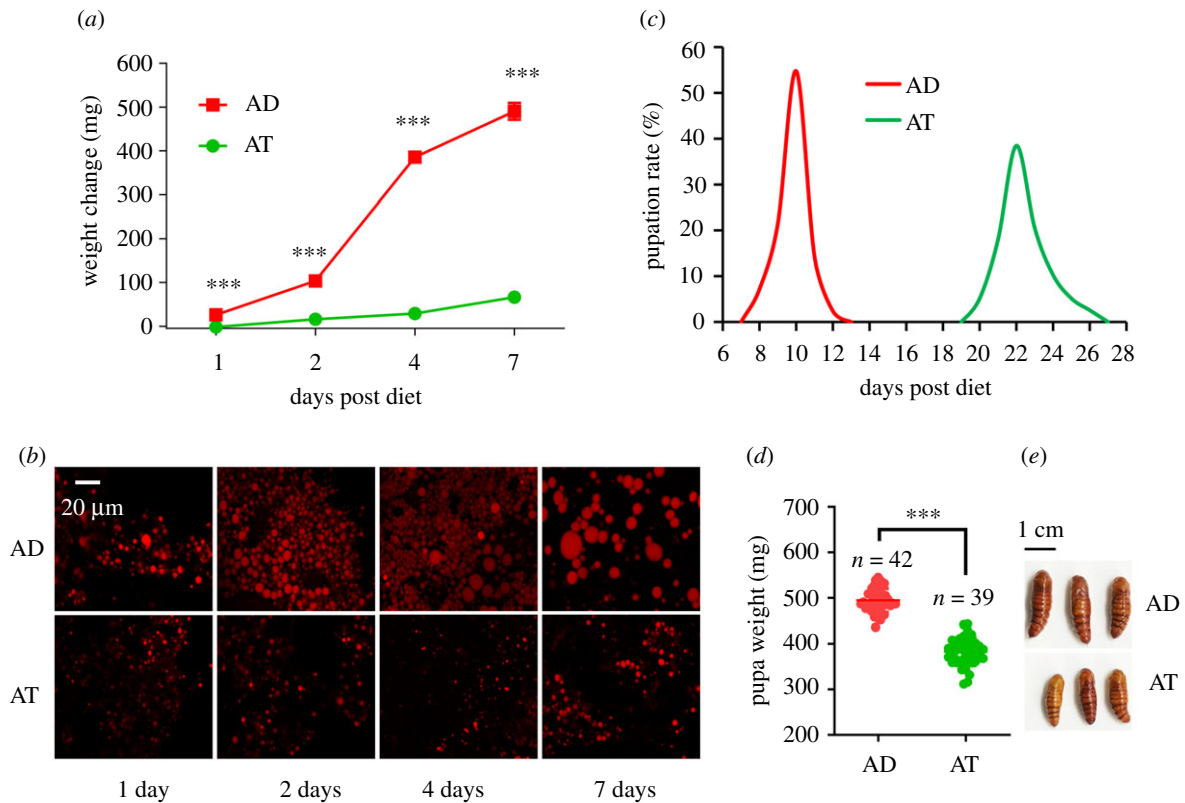 (a)
600
500
400
300
200
100
0
weight change (mg)
AD
AT
***
***
***
***
1 2 4 7
days post diet
(c)
60
50
40
30
20
10
0
pupation rate (%)
AD
AT
6 8 10 12 14 16 18 20 22 24 26 28
days post diet
(b)
20 μm
AD
AT
1 day 2 days 4 days 7 days
(d)
700
600
500
400
300
200
pupa weight (mg)
***
n = 42
n = 39
AD AT
(e)
1 cm
AD
AT